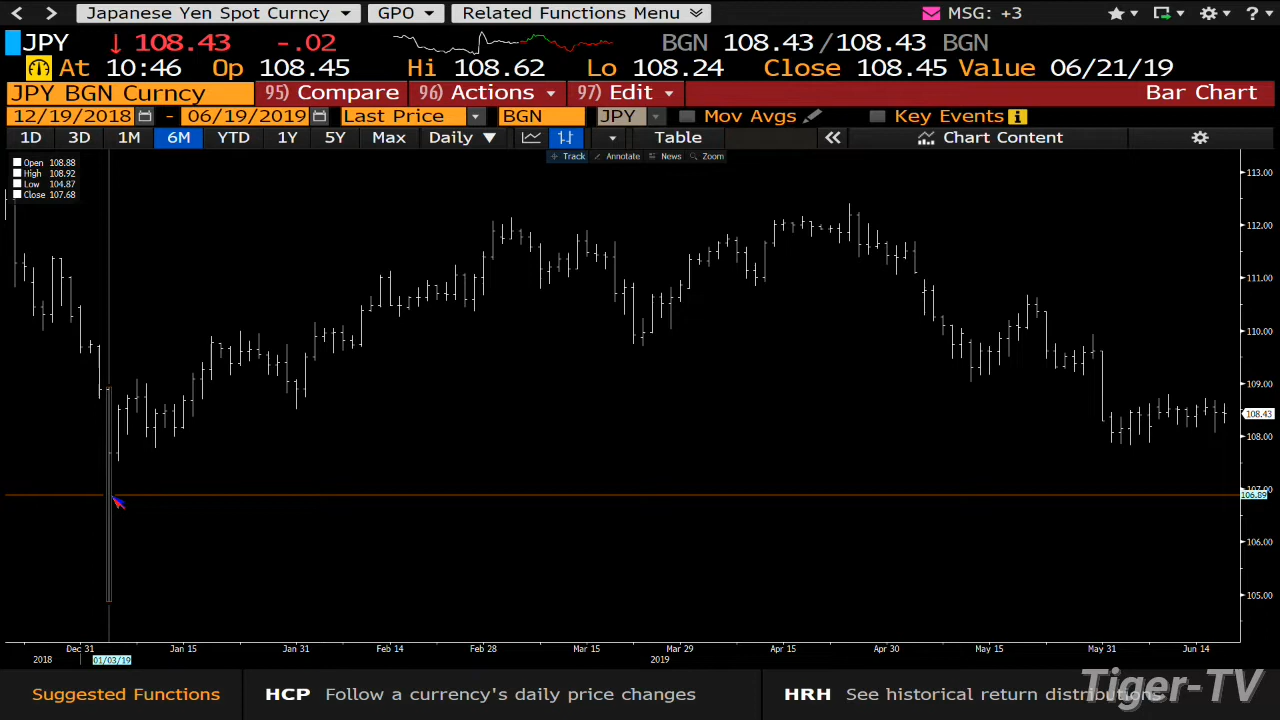 Japanese Yen Spot Curncy GPO Related Functions Menu MSG: +3 ?
JPY ↓ 108.43 -.02 BGN 108.43/108.43 BGN
At 10:46 Op 108.45 Hi 108.62 Lo 108.24 Close 108.45 Value 06/21/19
JPY BGN Curncy 95) Compare 96) Actions 97) Edit Bar Chart
12/19/2018 - 06/19/2019 Last Price BGN JPY Mov Avgs Key Events
1D 3D 1M 6M YTD 1Y 5Y Max Daily ▼ Table « Chart Content
Track Annotate News Zoom
Open 108.88
High 108.92
Low 104.87
Close 107.68
113.00
112.00
111.00
110.00
109.00
108.43
108.00
107.00
106.89
106.00
105.00
Dec 31 Jan 15 Jan 31 Feb 14 Feb 28 Mar 15 Mar 29 Apr 15 Apr 30 May 15 May 31 Jun 14
2018 01/03/19 2019
Suggested Functions HCP Follow a currency's daily price changes HRH See historical return distributions
Tiger-TV